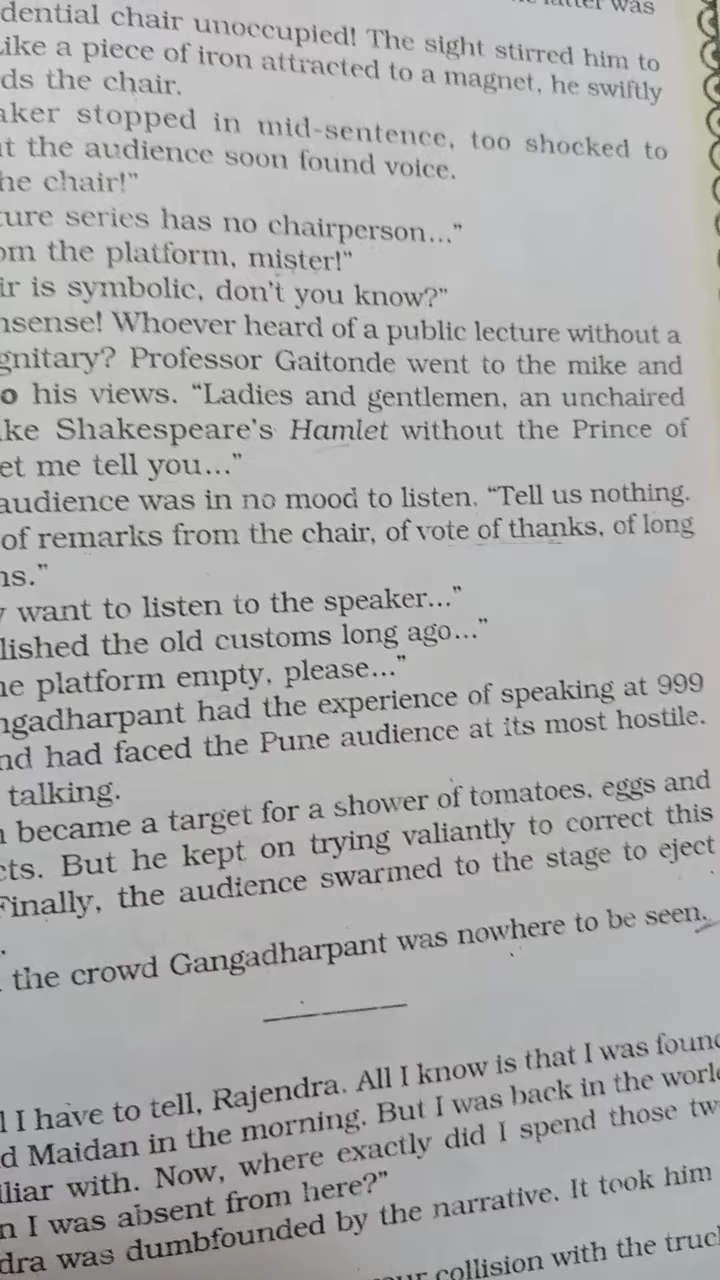 latter was
dential chair unoccupied! The sight stirred him to
ike a piece of iron attracted to a magnet, he swiftly
ds the chair.
aker stopped in mid-sentence, too shocked to
t the audience soon found voice.
he chair!"
ture series has no chairperson..."
om the platform, mister!"
ir is symbolic, don't you know?"
nsense! Whoever heard of a public lecture without a
gnitary? Professor Gaitonde went to the mike and
o his views. "Ladies and gentlemen, an unchaired
ke Shakespeare's Hamlet without the Prince of
et me tell you..."
audience was in no mood to listen. "Tell us nothing.
of remarks from the chair, of vote of thanks, of long
ns."
want to listen to the speaker..."
lished the old customs long ago..."
he platform empty, please..."
ngadharpant had the experience of speaking at 999
nd had faced the Pune audience at its most hostile.
talking.
became a target for a shower of tomatoes, eggs and
cts. But he kept on trying valiantly to correct this
Finally, the audience swarmed to the stage to eject
.
the crowd Gangadharpant was nowhere to be seen.
l I have to tell, Rajendra. All I know is that I was found
d Maidan in the morning. But I was back in the worl
liar with. Now, where exactly did I spend those tw
n I was absent from here?"
dra was dumbfounded by the narrative. It took him
ur collision with the truc